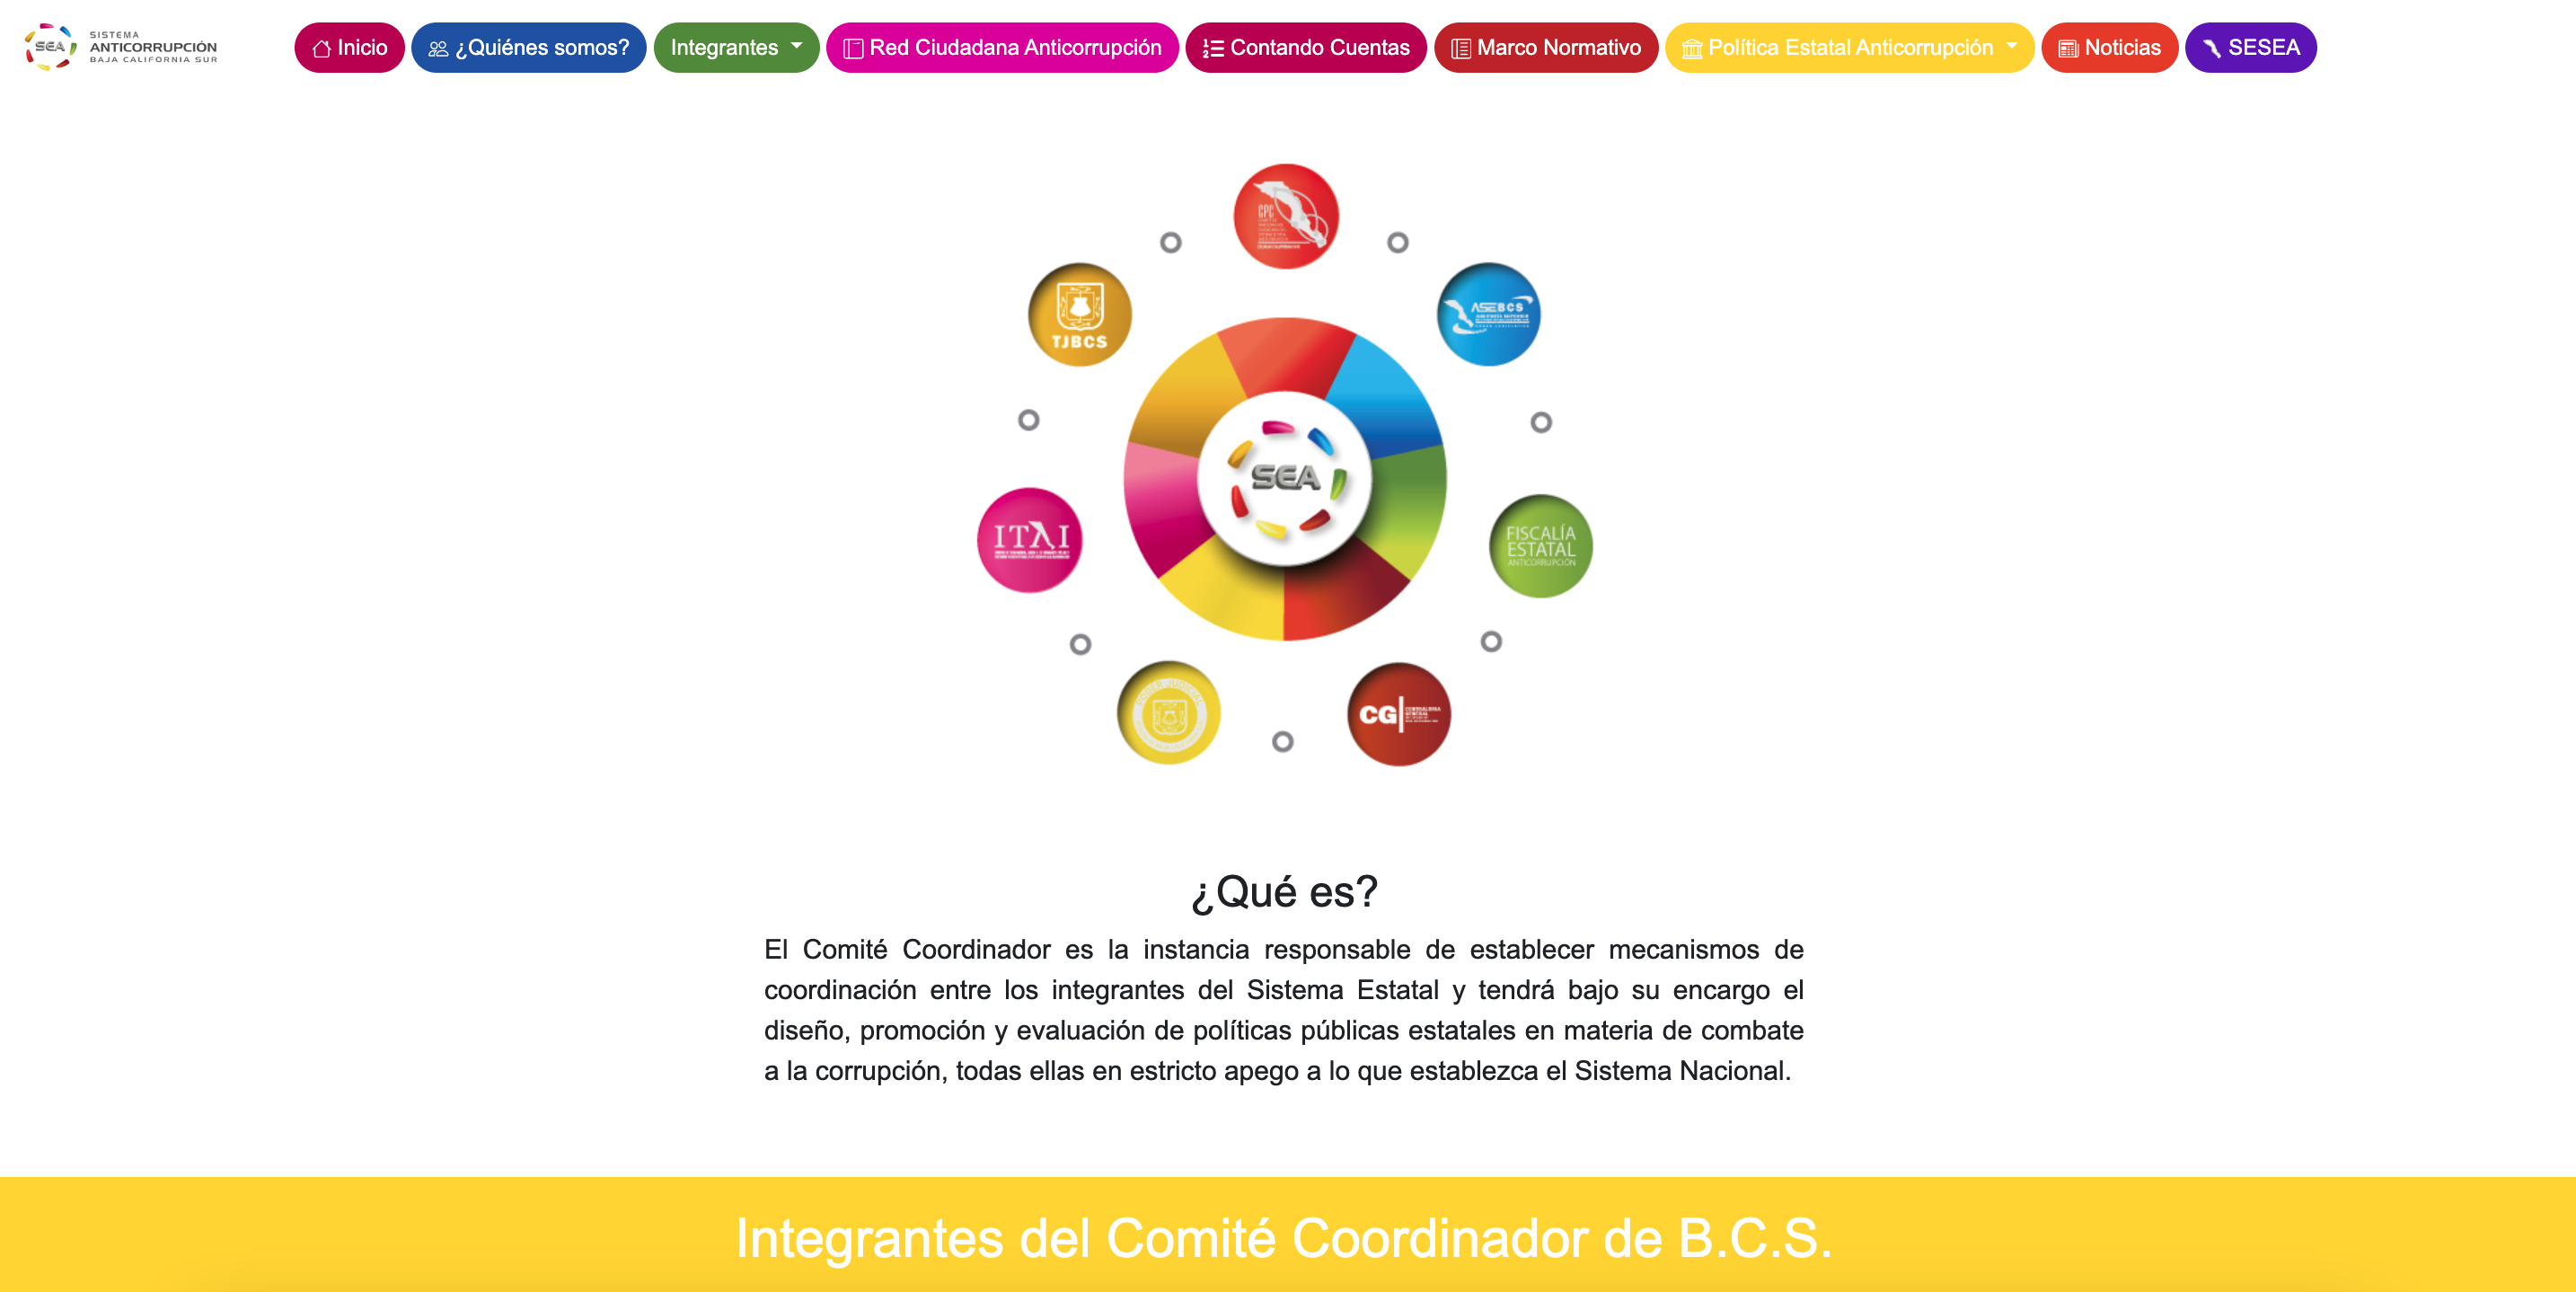 SEA
SISTEMA
ANTICORRUPCIÓN
BAJA CALIFORNIA SUR
Inicio
¿Quiénes somos?
Integrantes
Red Ciudadana Anticorrupción
Contando Cuentas
Marco Normativo
Política Estatal Anticorrupción
Noticias
SESEA
CPC
TJBCS
ASEBCS
SEA
ITAI
FISCALÍA
ESTATAL
ANTICORRUPCIÓN
PODER JUDICIAL
CG
CONTRALORIA
GENERAL
¿Qué es?
El Comité Coordinador es la instancia responsable de establecer mecanismos de
coordinación entre los integrantes del Sistema Estatal y tendrá bajo su encargo el
diseño, promoción y evaluación de políticas públicas estatales en materia de combate
a la corrupción, todas ellas en estricto apego a lo que establezca el Sistema Nacional.
Integrantes del Comité Coordinador de B.C.S.